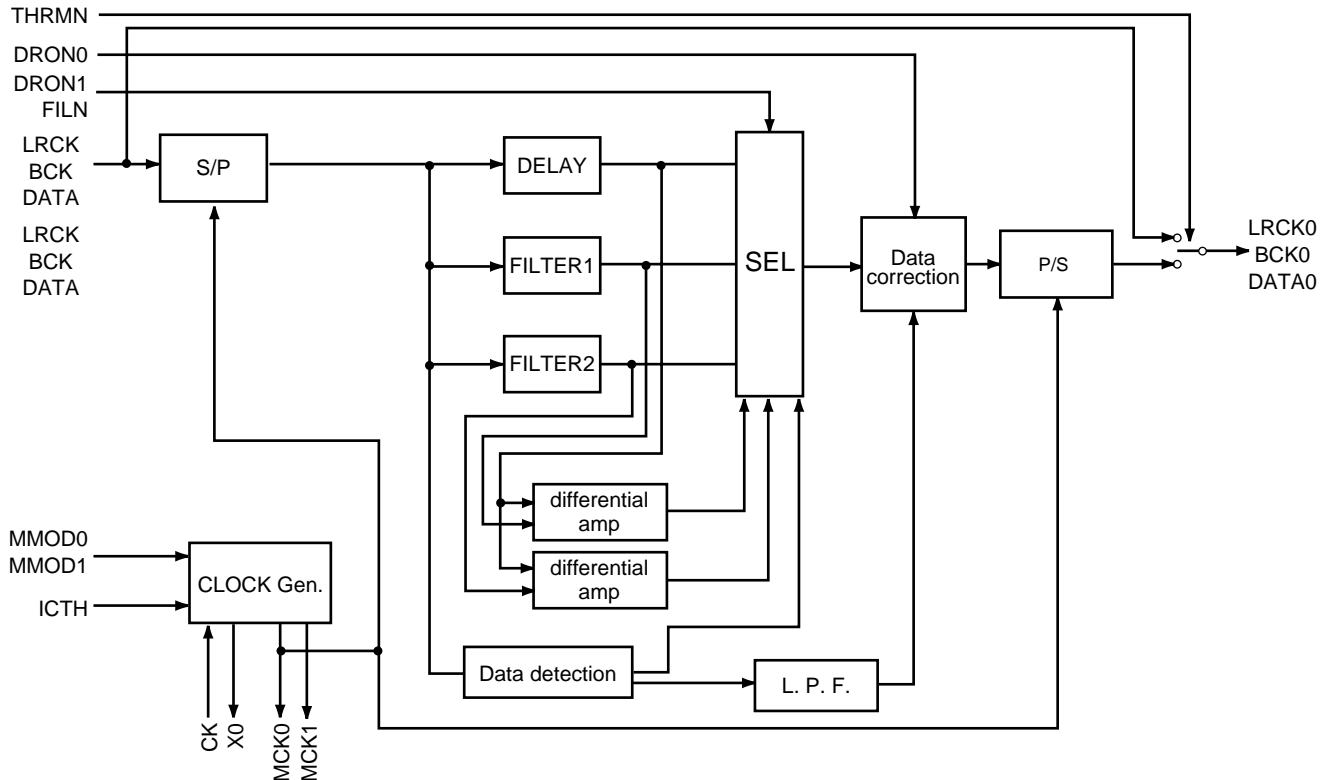 THRMN
DRON0
DRON1
FILN
LRCK
BCK
DATA
LRCK
BCK
DATA
S/P
DELAY
FILTER1
FILTER2
SEL
Data
correction
P/S
LRCK0
BCK0
DATA0
differential
amp
differential
amp
MMOD0
MMOD1
ICTH
CLOCK Gen.
Data detection
L. P. F.
CK
X0
MCK0
MCK1